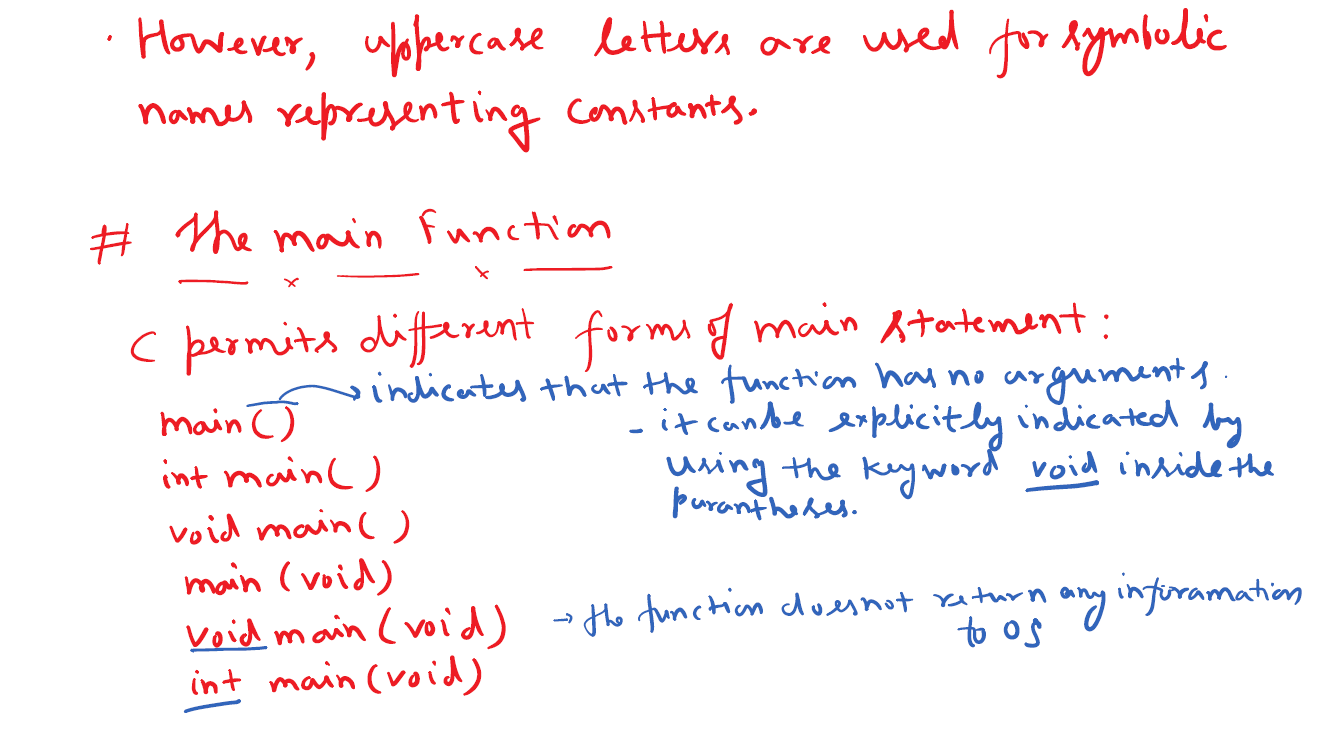 · However, uppercase letters are used for symbolic
names representing constants.
# The main function
C permits different forms of main statement:
indicates that the function has no arguments.
main()
- it can be explicitly indicated by
using the keyword void inside the
parantheses.
int main()
void main()
main (void)
void main (void)
→ the function does not return any inforamation
to OS
int main (void)